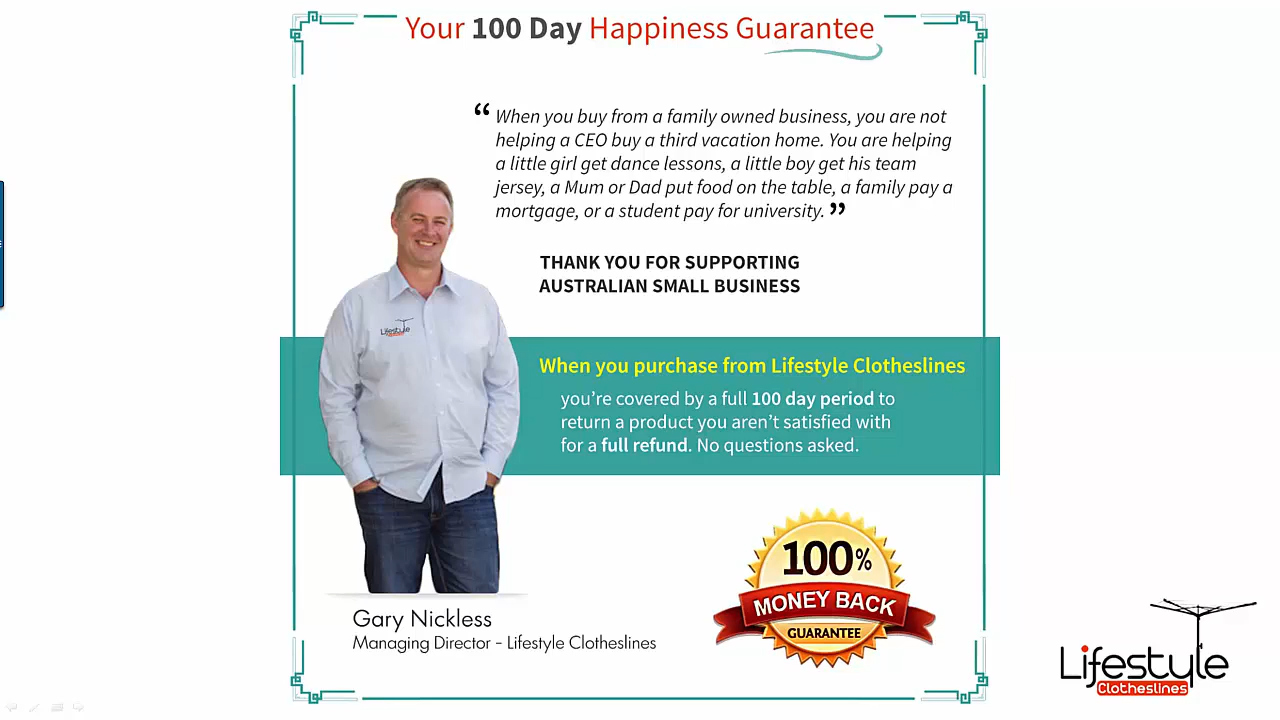 Your 100 Day Happiness Guarantee
“ When you buy from a family owned business, you are not
helping a CEO buy a third vacation home. You are helping
a little girl get dance lessons, a little boy get his team
jersey, a Mum or Dad put food on the table, a family pay a
mortgage, or a student pay for university. ”
THANK YOU FOR SUPPORTING
AUSTRALIAN SMALL BUSINESS
Lifestyle
When you purchase from Lifestyle Clotheslines
you’re covered by a full 100 day period to
return a product you aren’t satisfied with
for a full refund. No questions asked.
100%
MONEY BACK
GUARANTEE
Gary Nickless
Managing Director – Lifestyle Clotheslines
Lifestyle
Clotheslines